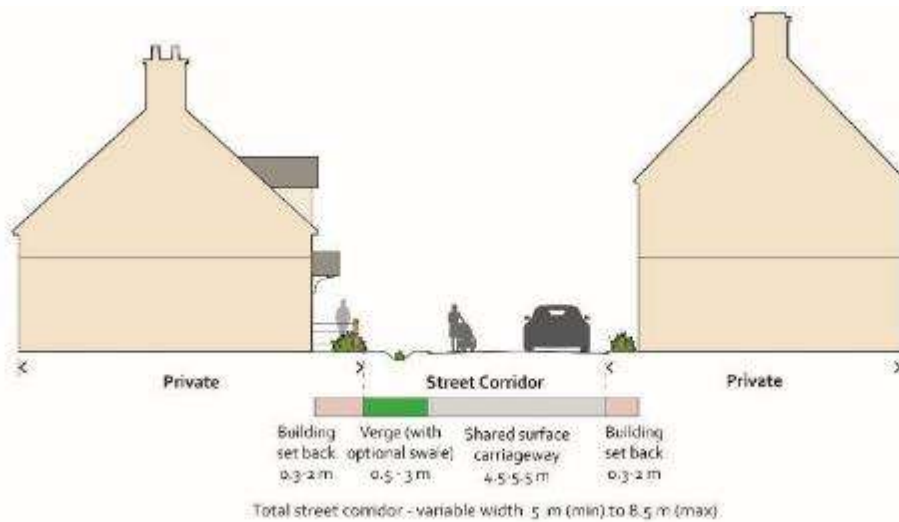 Private
Street Corridor
Private
Building set back 0.3-2 m
Verge (with optional swale) 0.5 - 3 m
Shared surface carriageway 4.5-5.5 m
Building set back 0.3-2 m
Total street corridor - variable width 5 m (min) to 8.5 m (max)